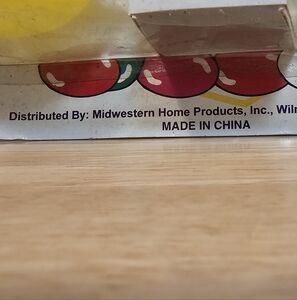 Distributed By: Midwestern Home Products, Inc.,
MADE IN CHINA